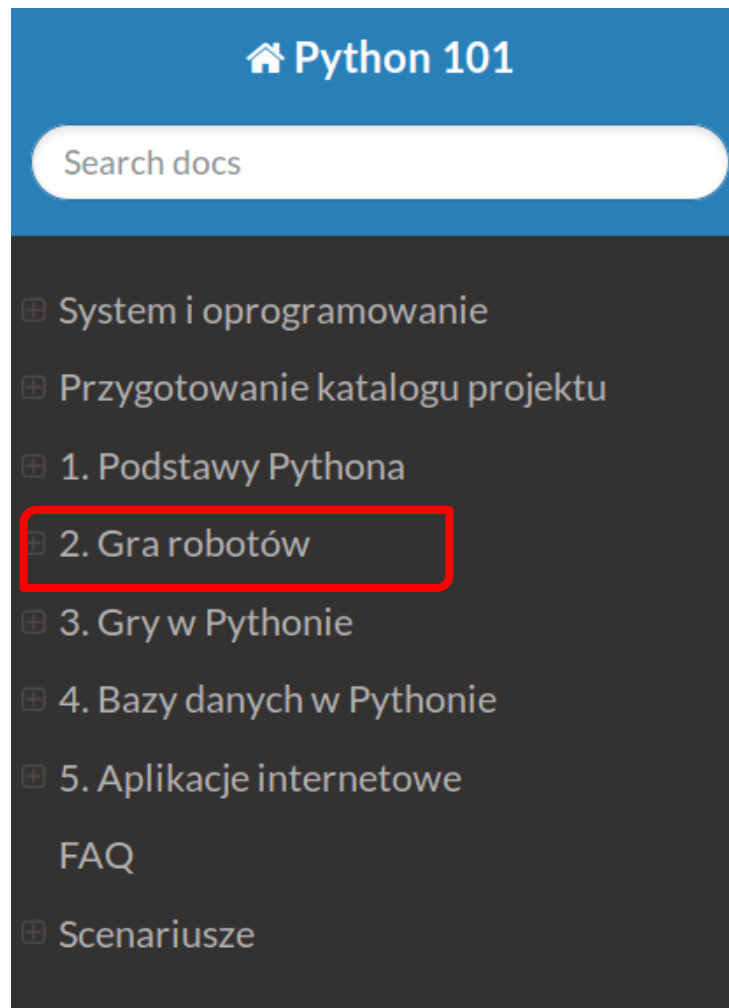 Python 101
Search docs
System i oprogramowanie
Przygotowanie katalogu projektu
1. Podstawy Pythona
2. Gra robotów
3. Gry w Pythonie
4. Bazy danych w Pythonie
5. Aplikacje internetowe
FAQ
Scenariusze